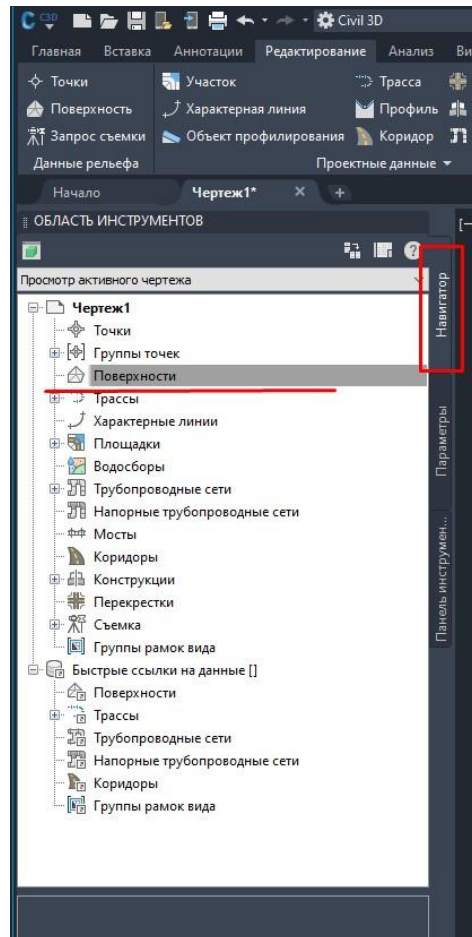 C C3D Civil 3D
Главная Вставка Аннотации Редактирование Анализ
Точки Участок Трасса
Поверхность Характерная линия Профиль
Запрос съемки Объект профилирования Коридор
Данные рельефа Проектные данные
Начало Чертеж1* × +
ОБЛАСТЬ ИНСТРУМЕНТОВ
Просмотр активного чертежа
Чертеж1
Точки
Группы точек
Поверхности
Трассы
Характерные линии
Площадки
Водосборы
Трубопроводные сети
Напорные трубопроводные сети
Мосты
Коридоры
Конструкции
Перекрестки
Съемка
Группы рамок вида
Быстрые ссылки на данные []
Поверхности
Трассы
Трубопроводные сети
Напорные трубопроводные сети
Коридоры
Группы рамок вида
Навигатор
Параметры
Панель инструмен...